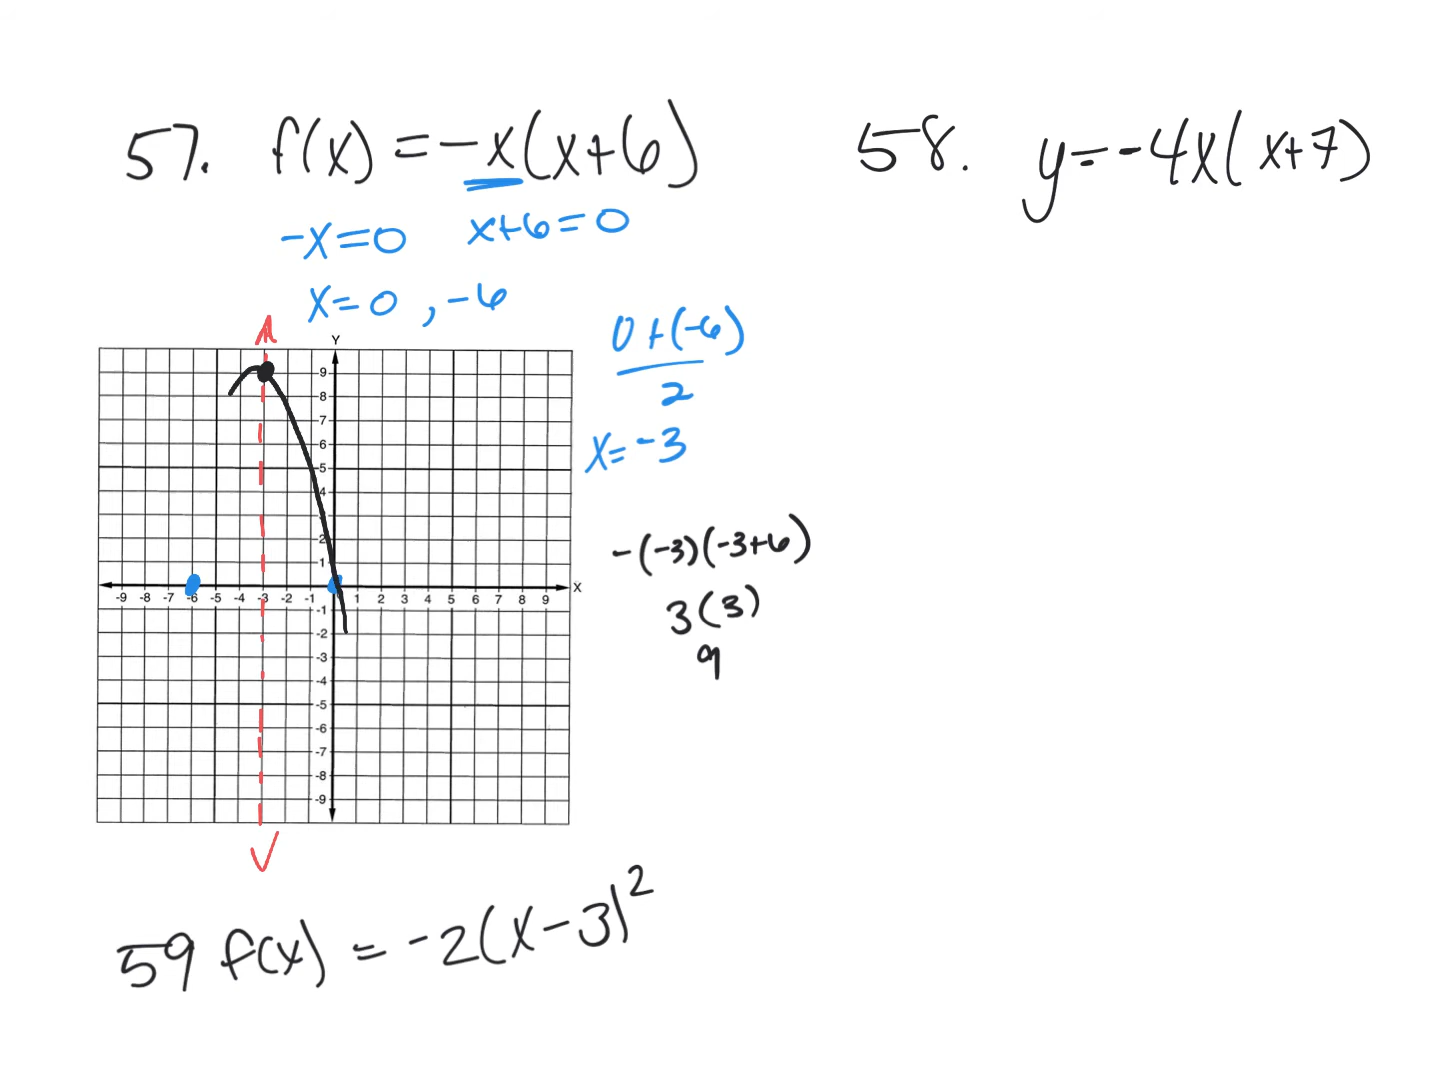 57. f(x) = -x(x+6)
58. y=-4x(x+7)
-x=0 x+6=0
x=0, -6
0+(-6)
2
x=-3
-(-3)(-3+6)
3(3)
9
Y
9
8
7
6
5
4
2
1
-9 -8 -7 -6 -5 -4 -3 -2 -1 1 2 3 4 5 6 7 8 9 X
-1
-2
-3
-4
-5
-6
-7
-8
-9
59 f(x) = -2(x-3)²